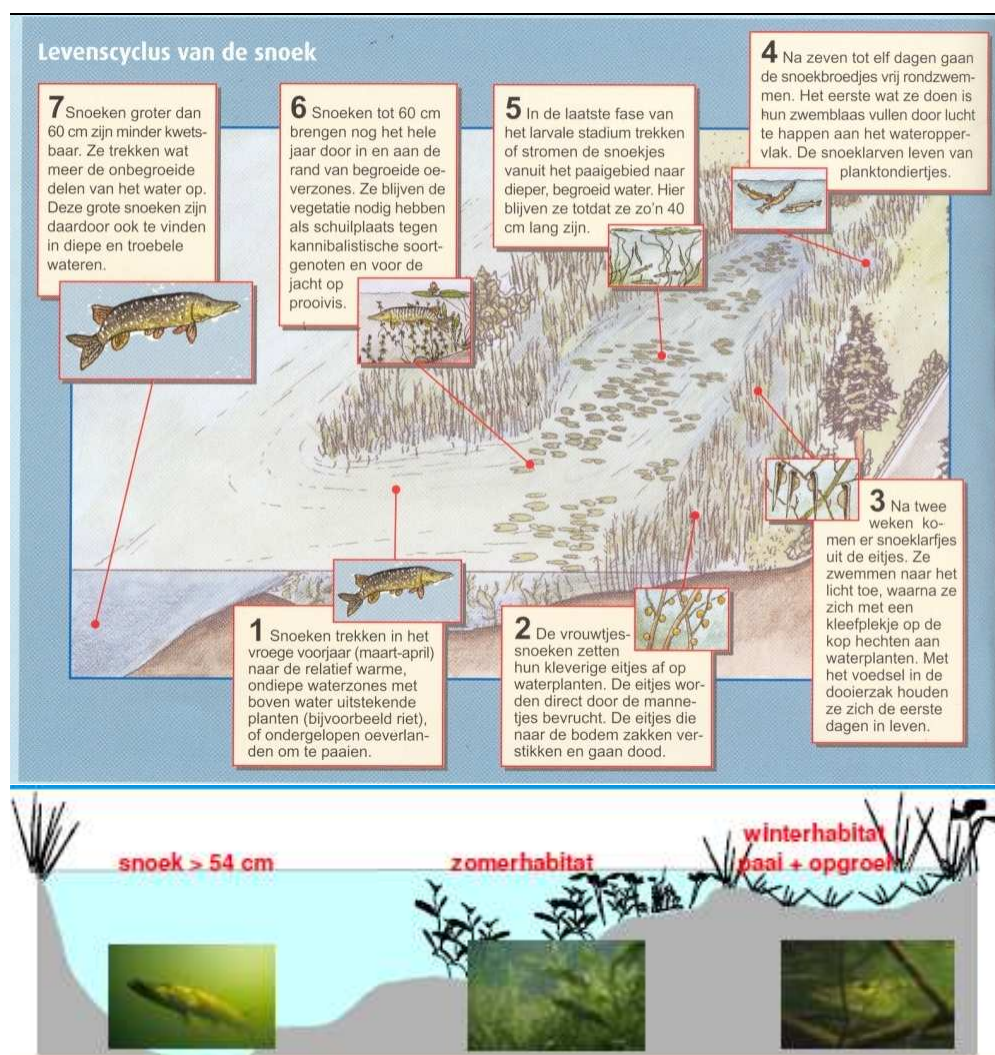 Levenscyclus van de snoek
1 Snoeken trekken in het
vroege voorjaar (maart-april)
naar de relatief warme,
ondiepe waterzones met
boven water uitstekende
planten (bijvoorbeeld riet),
of ondergelopen oeverlan-
den om te paaien.
2 De vrouwtjes-
snoeken zetten
hun kleverige eitjes af op
waterplanten. De eitjes wor-
den direct door de manne-
tjes bevrucht. De eitjes die
naar de bodem zakken ver-
stikken en gaan dood.
3 Na twee
weken ko-
men er snoeklarfjes
uit de eitjes. Ze
zwemmen naar het
licht toe, waarna ze
zich met een
kleefplekje op de
kop hechten aan
waterplanten. Met
het voedsel in de
dooierzak houden
ze zich de eerste
dagen in leven.
4 Na zeven tot elf dagen gaan
de snoekbroedjes vrij rondzwem-
men. Het eerste wat ze doen is
hun zwemblaas vullen door lucht
te happen aan het wateropper-
vlak. De snoeklarven leven van
planktondiertjes.
5 In de laatste fase van
het larvale stadium trekken
of stromen de snoekjes
vanuit het paaigebied naar
dieper, begroeid water. Hier
blijven ze totdat ze zo'n 40
cm lang zijn.
6 Snoeken tot 60 cm
brengen nog het hele
jaar door in en aan de
rand van begroeide oe-
verzones. Ze blijven de
vegetatie nodig hebben
als schuilplaats tegen
kannibalistische soort-
genoten en voor de
jacht op
prooivis.
7 Snoeken groter dan
60 cm zijn minder kwets-
baar. Ze trekken wat
meer de onbegroeide
delen van het water op.
Deze grote snoeken zijn
daardoor ook te vinden
in diepe en troebele
wateren.
snoek > 54 cm
zomerhabitat
winterhabitat
paai + opgroei